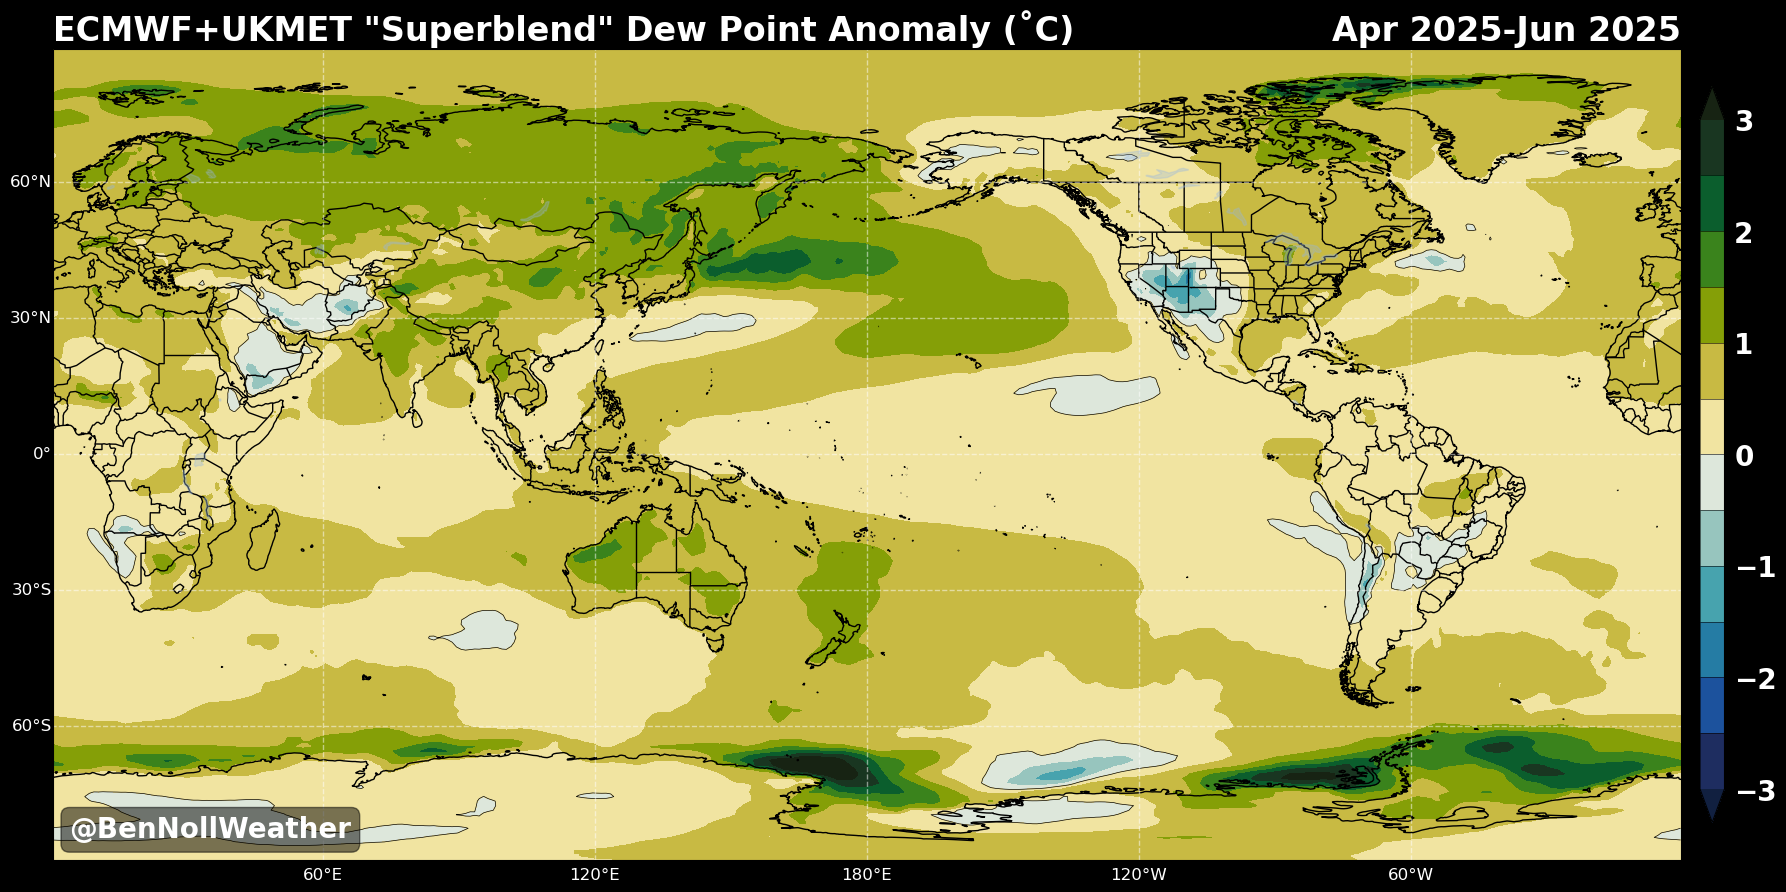 ECMWF+UKMET "Superblend" Dew Point Anomaly (˚C) Apr 2025-Jun 2025
3
2
1
0
−1
−2
−3
60°N
30°N
0°
30°S
60°S
@BenNollWeather
60°E 120°E 180°E 120°W 60°W